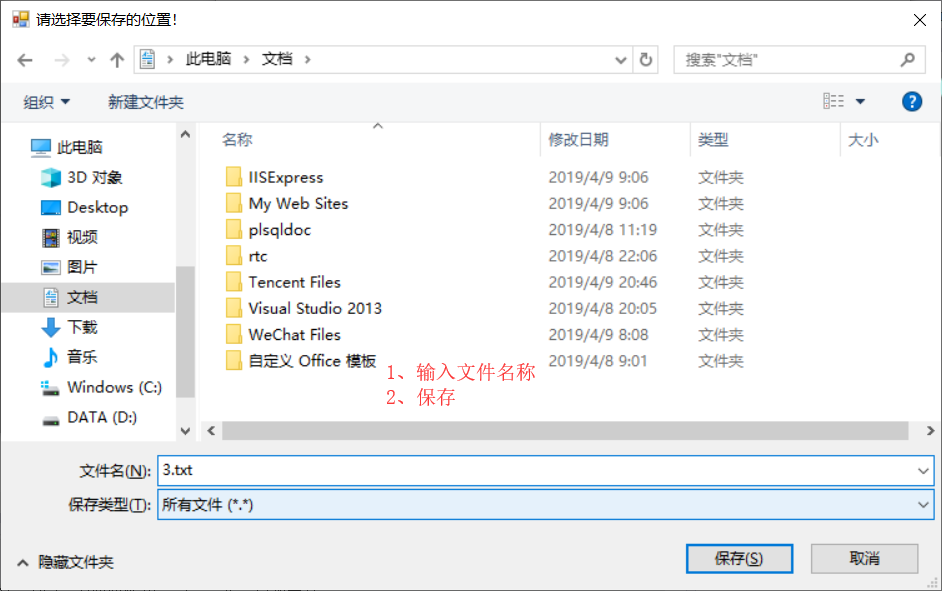 请选择要保存的位置!
此电脑 文档
搜索"文档"
组织 新建文件夹
名称 修改日期 类型 大小
此电脑
3D 对象
Desktop
视频
图片
文档
下载
音乐
Windows (C:)
DATA (D:)
IISExpress 2019/4/9 9:06 文件夹
My Web Sites 2019/4/9 9:06 文件夹
plsqldoc 2019/4/8 11:19 文件夹
rtc 2019/4/8 22:06 文件夹
Tencent Files 2019/4/9 20:46 文件夹
Visual Studio 2013 2019/4/8 20:05 文件夹
WeChat Files 2019/4/9 8:08 文件夹
自定义 Office 模板 2019/4/8 9:01 文件夹
1、输入文件名称
2、保存
文件名(N): 3.txt
保存类型(T): 所有文件 (*.*)
隐藏文件夹 保存(S) 取消